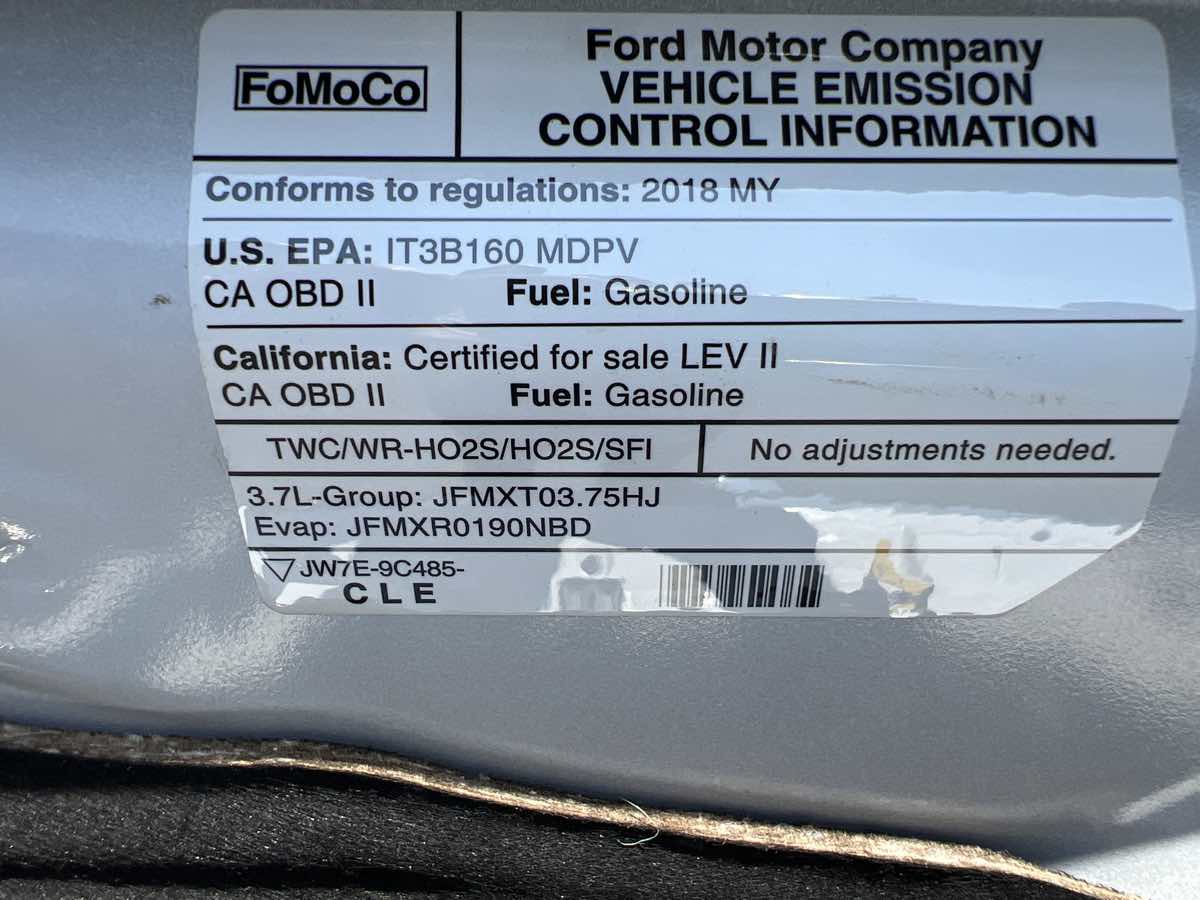 FoMoCo
Ford Motor Company
VEHICLE EMISSION
CONTROL INFORMATION
Conforms to regulations: 2018 MY
U.S. EPA: IT3B160 MDPV
CA OBD II Fuel: Gasoline
California: Certified for sale LEV II
CA OBD II Fuel: Gasoline
TWC/WR-HO2S/HO2S/SFI No adjustments needed.
3.7L-Group: JFMXT03.75HJ
Evap: JFMXR0190NBD
JW7E-9C485-
C L E